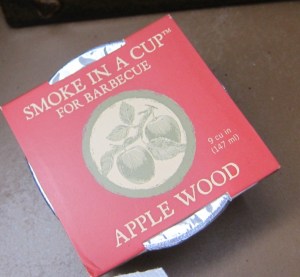 SMOKE IN A CUP™
FOR BARBECUE
9 cu in
(147 ml)
APPLE WOOD